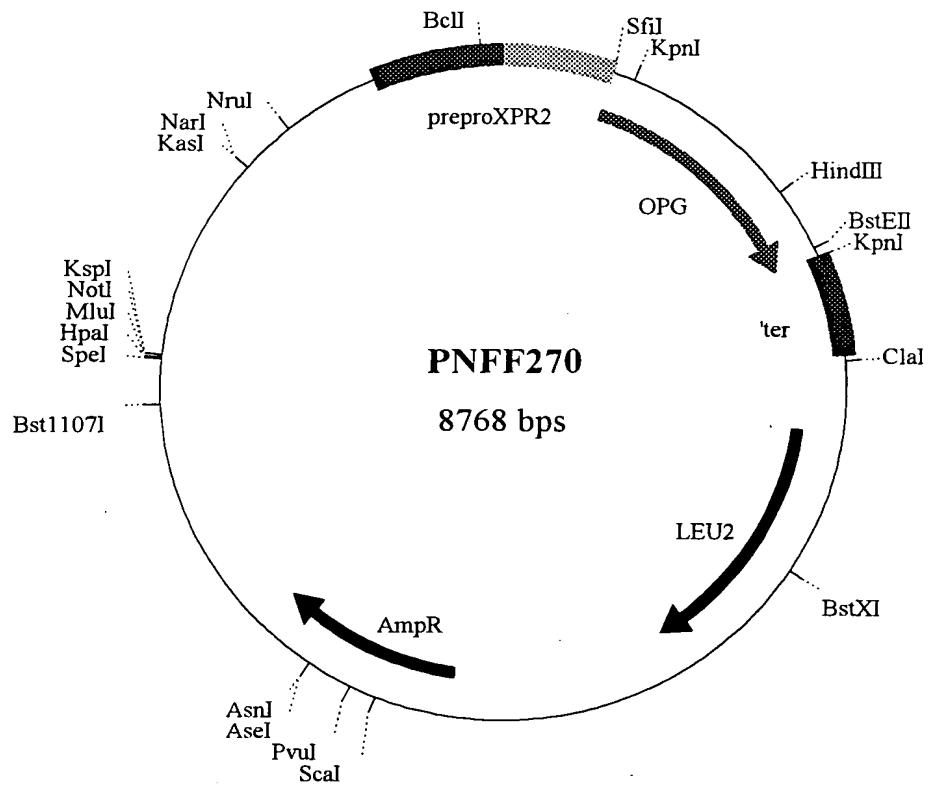 BclI
SfiI
KpnI
preproXPR2
NruI
NarI
KasI
HindIII
OPG
BstEII
KpnI
KspI
NotI
MluI
HpaI
SpeI
'ter
ClaI
PNFF270
8768 bps
Bst1107I
LEU2
BstXI
AmpR
AsnI
AseI
PvuI
ScaI